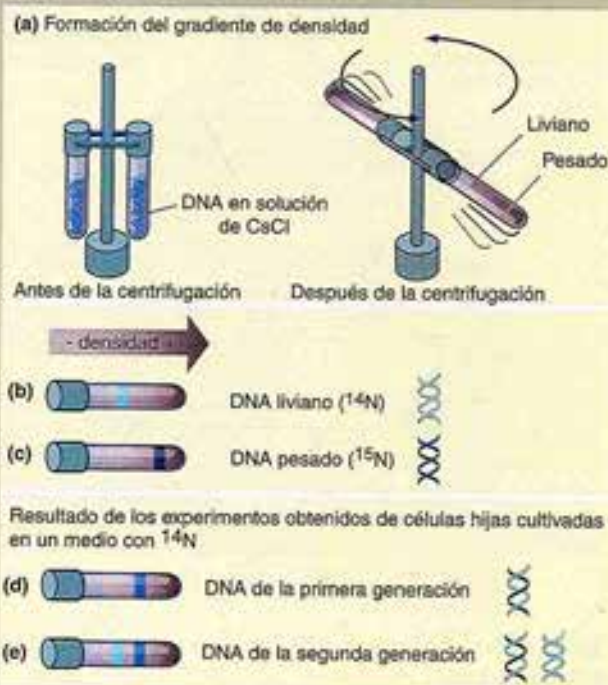 (a) Formación del gradiente de densidad
Liviano
Pesado
DNA en solución
de CsCl
Antes de la centrifugación
Después de la centrifugación
- densidad +
(b)
DNA liviano (14N)
(c)
DNA pesado (15N)
Resultado de los experimentos obtenidos de células hijas cultivadas
en un medio con 14N
(d)
DNA de la primera generación
(e)
DNA de la segunda generación